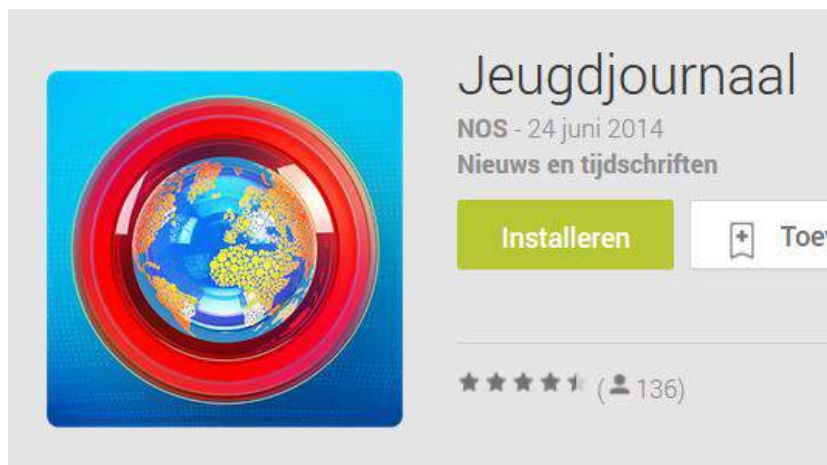 Jeugdjournaal
NOS - 24 juni 2014
Nieuws en tijdschriften
Installeren
( 136)